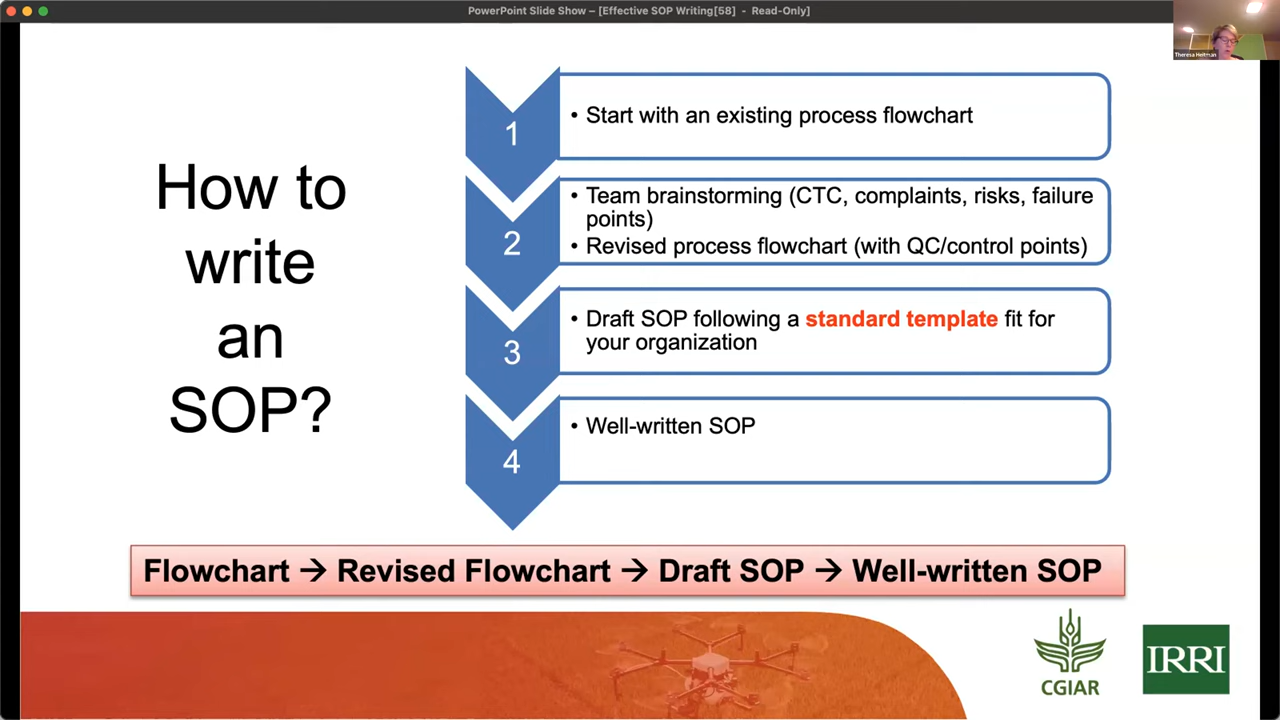 PowerPoint Slide Show – [Effective SOP Writing[58] - Read-Only]
Theresa Heitman
How to
write
an
SOP?
1
• Start with an existing process flowchart
2
• Team brainstorming (CTC, complaints, risks, failure
points)
• Revised process flowchart (with QC/control points)
3
• Draft SOP following a standard template fit for
your organization
4
• Well-written SOP
Flowchart → Revised Flowchart → Draft SOP → Well-written SOP
CGIAR
IRRI